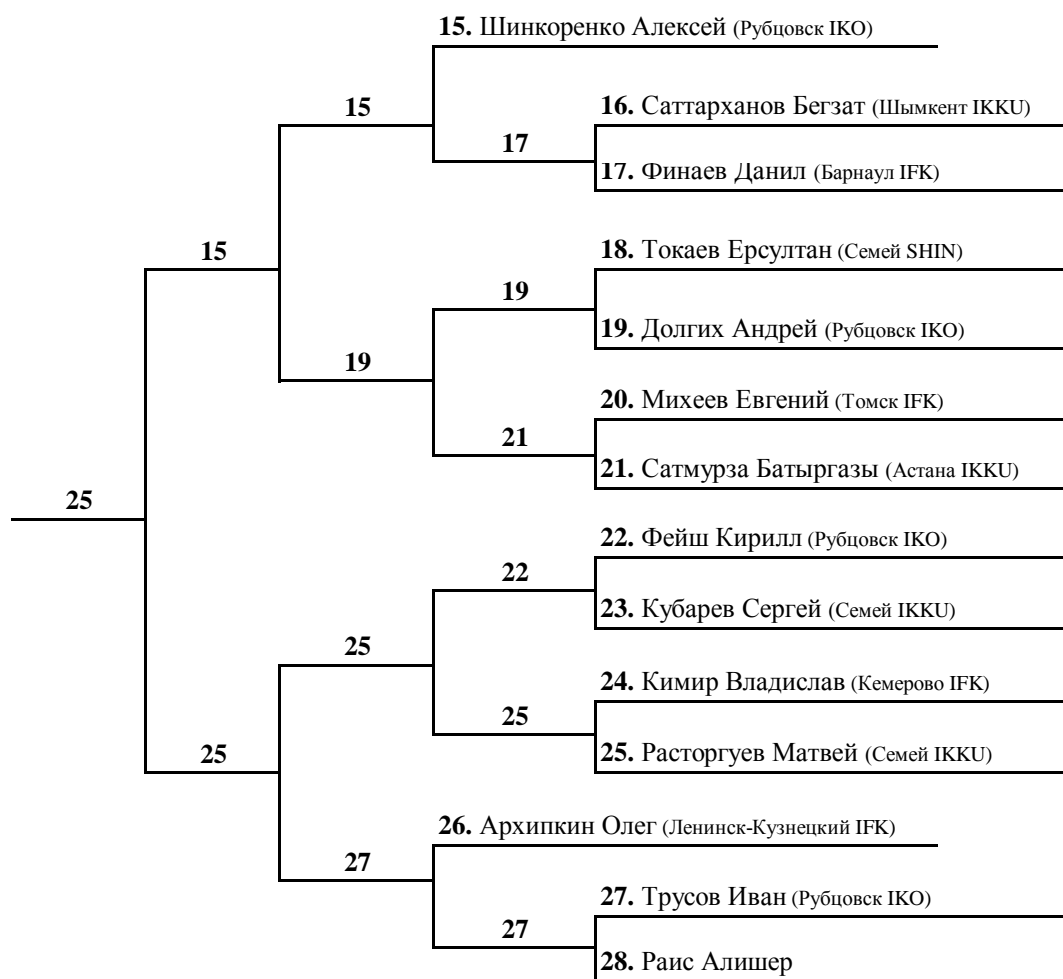 15. Шинкоренко Алексей (Рубцовск IKO)
15
16. Саттарханов Бегзат (Шымкент IKKU)
17
17. Финаев Данил (Барнаул IFK)
15
18. Токаев Ерсултан (Семей SHIN)
19
19. Долгих Андрей (Рубцовск IKO)
19
20. Михеев Евгений (Томск IFK)
21
21. Сатмурза Батыргазы (Астана IKKU)
25
22. Фейш Кирилл (Рубцовск IKO)
22
23. Кубарев Сергей (Семей IKKU)
25
24. Кимир Владислав (Кемерово IFK)
25
25. Расторгуев Матвей (Семей IKKU)
25
26. Архипкин Олег (Ленинск-Кузнецкий IFK)
27
27. Трусов Иван (Рубцовск IKO)
27
28. Раис Алишер